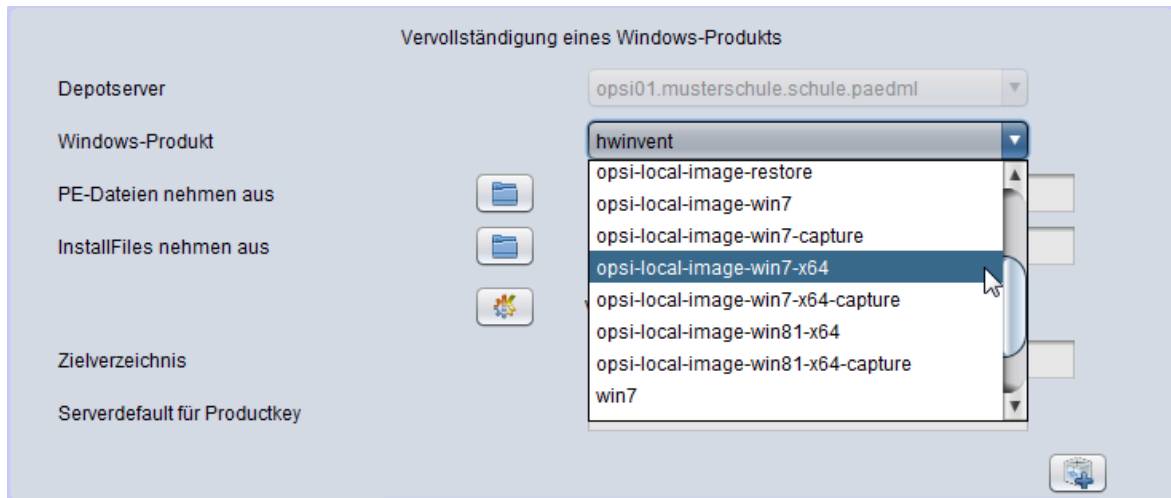 Vervollständigung eines Windows-Produkts
Depotserver
opsi01.musterschule.schule.paedml
Windows-Produkt
hwinvent
opsi-local-image-restore
PE-Dateien nehmen aus
opsi-local-image-win7
opsi-local-image-win7-capture
InstallFiles nehmen aus
opsi-local-image-win7-x64
opsi-local-image-win7-x64-capture
opsi-local-image-win81-x64
Zielverzeichnis
opsi-local-image-win81-x64-capture
win7
Serverdefault für Productkey